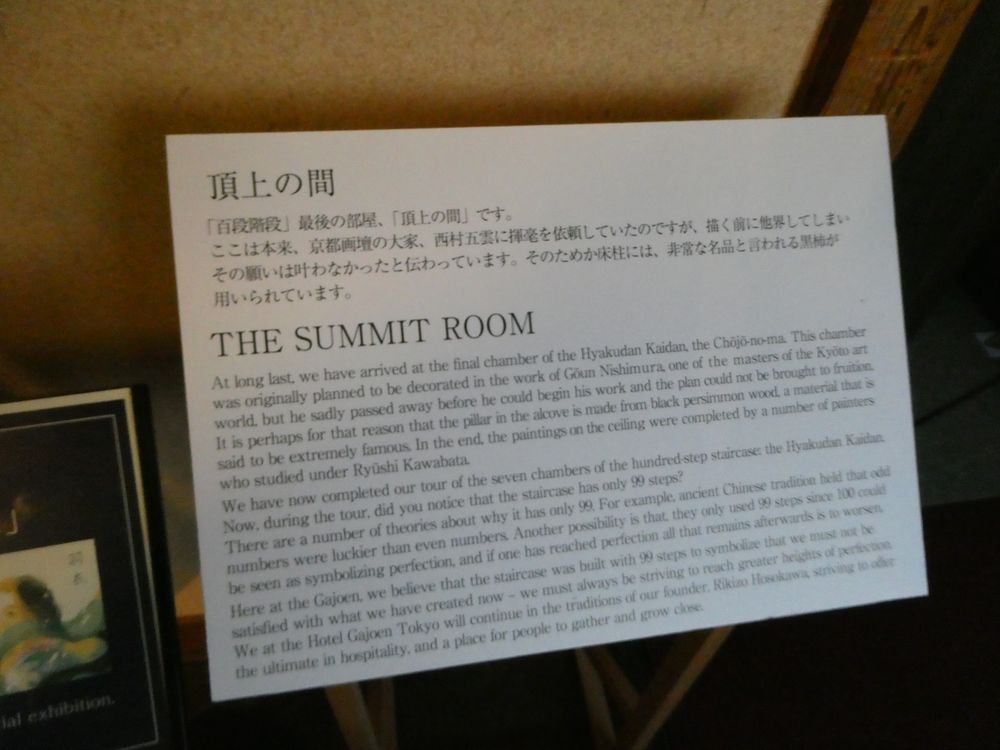 頂上の間
「百段階段」最後の部屋、「頂上の間」です。
ここは本来、京都画壇の大家、西村五雲に揮毫を依頼していたのですが、描く前に他界してしまい
その願いは叶わなかったと伝わっています。そのためか床柱には、非常な名品と言われる黒柿が
用いられています。
THE SUMMIT ROOM
At long last, we have arrived at the final chamber of the Hyakudan Kaidan, the Chōjō-no-ma. This chamber
was originally planned to be decorated in the work of Gōun Nishimura, one of the masters of the Kyōto art
world, but he sadly passed away before he could begin his work and the plan could not be brought to fruition.
It is perhaps for that reason that the pillar in the alcove is made from black persimmon wood, a material that is
said to be extremely famous. In the end, the paintings on the ceiling were completed by a number of painters
who studied under Ryūshi Kawabata.
We have now completed our tour of the seven chambers of the hundred-step staircase: the Hyakudan Kaidan.
Now, during the tour, did you notice that the staircase has only 99 steps?
There are a number of theories about why it has only 99. For example, ancient Chinese tradition held that odd
numbers were luckier than even numbers. Another possibility is that, they only used 99 steps since 100 could
be seen as symbolizing perfection, and if one has reached perfection all that remains afterwards is to worsen.
Here at the Gajoen, we believe that the staircase was built with 99 steps to symbolize that we must not be
satisfied with what we have created now – we must always be striving to reach greater heights of perfection.
We at the Hotel Gajoen Tokyo will continue in the traditions of our founder, Rikizo Hosokawa, striving to offer
the ultimate in hospitality, and a place for people to gather and grow close.
exhibition.